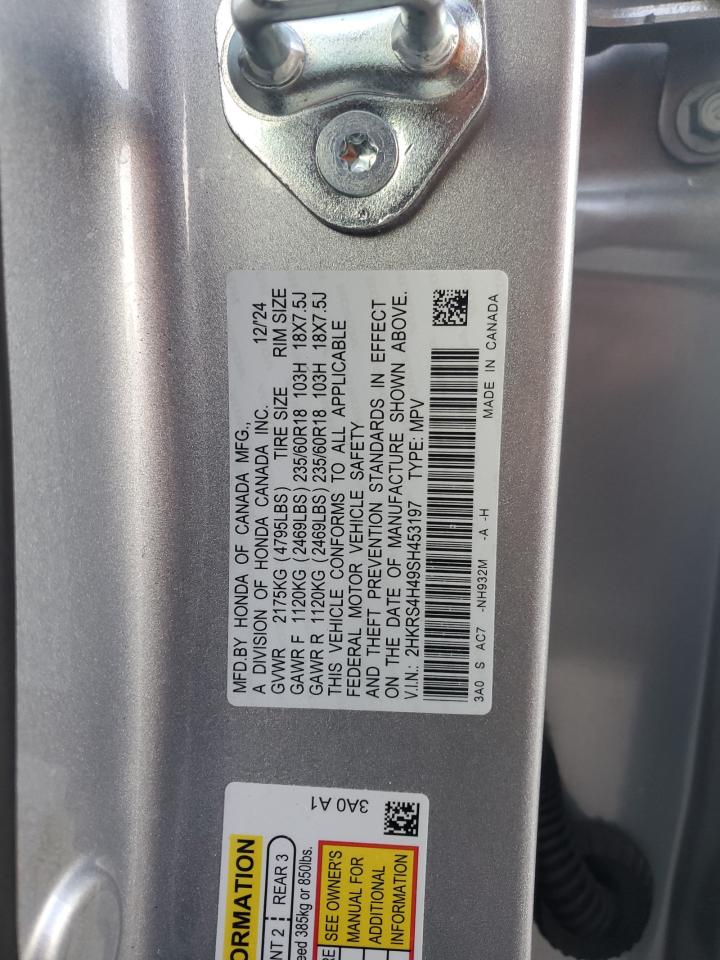 MFD.BY HONDA OF CANADA MFG.,
A DIVISION OF HONDA CANADA INC. 12/'24
GVWR 2175KG (4795LBS) TIRE SIZE RIM SIZE
GAWR F 1120KG (2469LBS) 235/60R18 103H 18X7.5J
GAWR R 1120KG (2469LBS) 235/60R18 103H 18X7.5J
THIS VEHICLE CONFORMS TO ALL APPLICABLE
FEDERAL MOTOR VEHICLE SAFETY
AND THEFT PREVENTION STANDARDS IN EFFECT
ON THE DATE OF MANUFACTURE SHOWN ABOVE.
V.I.N.: 2HKRS4H49SH453197 TYPE: MPV
3A0 S AC7 -NH932M -A -H MADE IN CANADA
3A0 A1
ORMATION
NT 2 REAR 3
eed 385kg or 850lbs.
RE SEE OWNER'S
MANUAL FOR
ADDITIONAL
INFORMATION